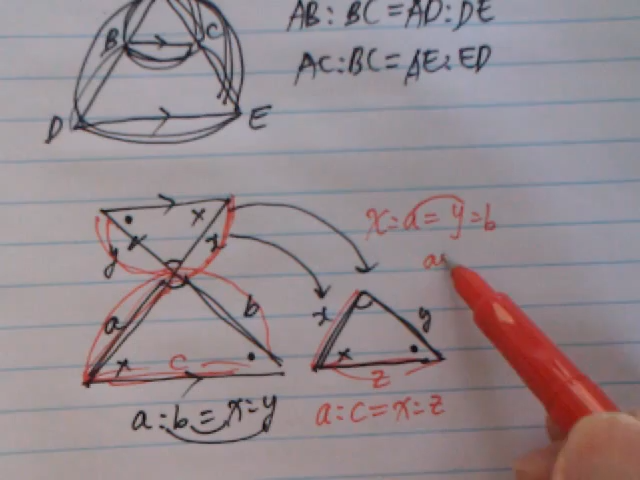 AB:BC=AD:DE
B C
AC:BC=AE:ED
D E
x
y x
x=a=y=b
a b
x y
x c x
z
a:b=x=y
a:c=x=z